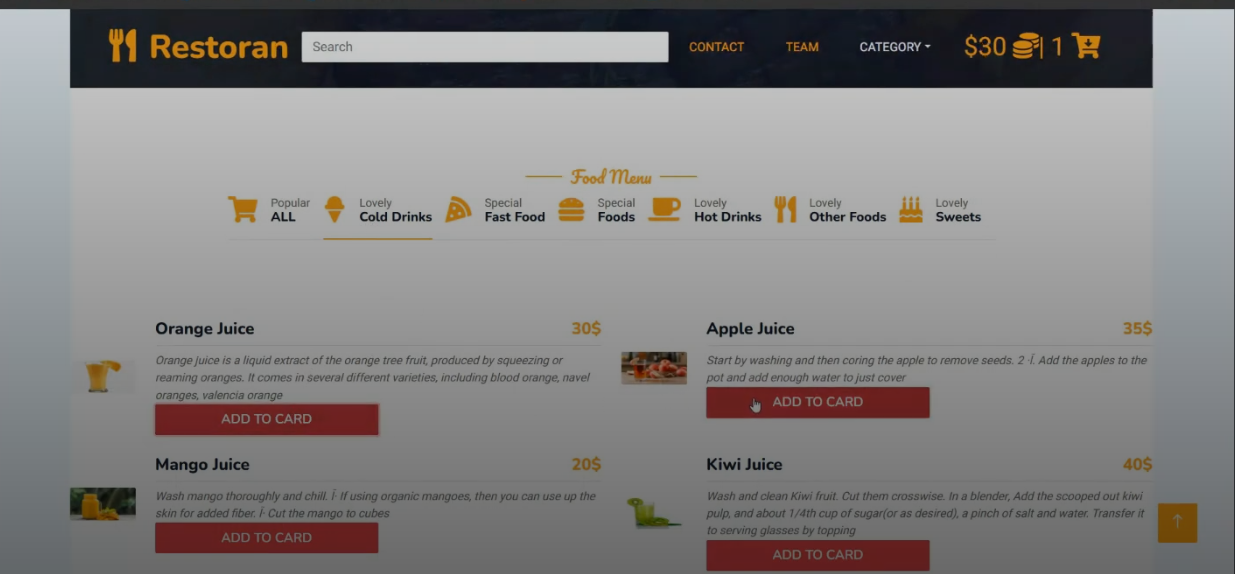 Restoran
Search
CONTACT
TEAM
CATEGORY
$30 | 1
Food Menu
Popular
ALL
Lovely
Cold Drinks
Special
Fast Food
Special
Foods
Lovely
Hot Drinks
Lovely
Other Foods
Lovely
Sweets
Orange Juice 30$
Orange juice is a liquid extract of the orange tree fruit, produced by squeezing or
reaming oranges. It comes in several different varieties, including blood orange, navel
oranges, valencia orange
ADD TO CARD
Apple Juice 35$
Start by washing and then coring the apple to remove seeds. 2 ·Í. Add the apples to the
pot and add enough water to just cover
ADD TO CARD
Mango Juice 20$
Wash mango thoroughly and chill. Í· If using organic mangoes, then you can use up the
skin for added fiber. Í· Cut the mango to cubes
ADD TO CARD
Kiwi Juice 40$
Wash and clean Kiwi fruit. Cut them crosswise. In a blender, Add the scooped out kiwi
pulp, and about 1/4th cup of sugar(or as desired), a pinch of salt and water. Transfer it
to serving glasses by topping
ADD TO CARD